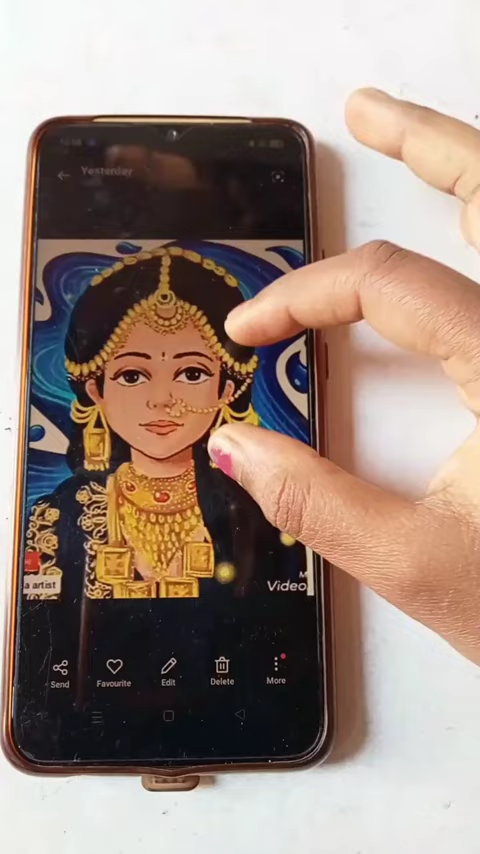 Yesterday
M
a artist
Video
Send
Favourite
Edit
Delete
More